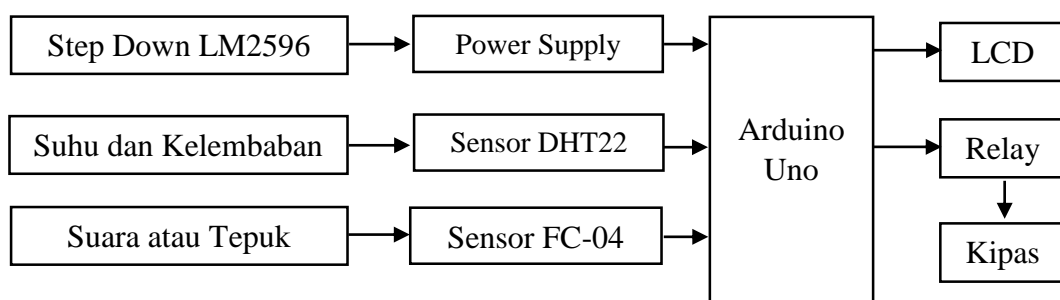 Step Down LM2596
Power Supply
LCD
Suhu dan Kelembaban
Sensor DHT22
Arduino
Uno
Relay
Suara atau Tepuk
Sensor FC-04
Kipas